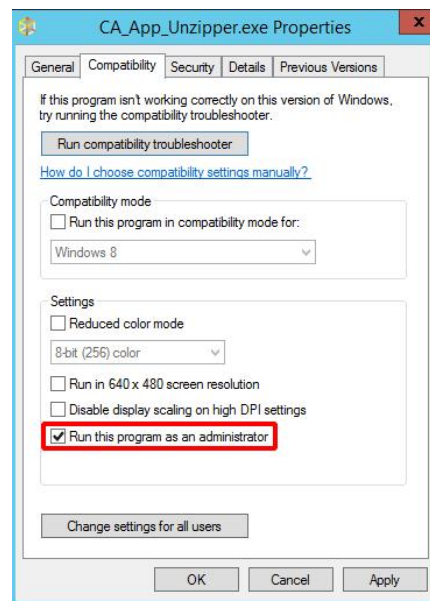 CA_App_Unzipper.exe Properties
x
General Compatibility Security Details Previous Versions
If this program isn't working correctly on this version of Windows,
try running the compatibility troubleshooter.
Run compatibility troubleshooter
How do I choose compatibility settings manually?
Compatibility mode
Run this program in compatibility mode for:
Windows 8
Settings
Reduced color mode
8-bit (256) color
Run in 640 x 480 screen resolution
Disable display scaling on high DPI settings
Run this program as an administrator
Change settings for all users
OK Cancel Apply